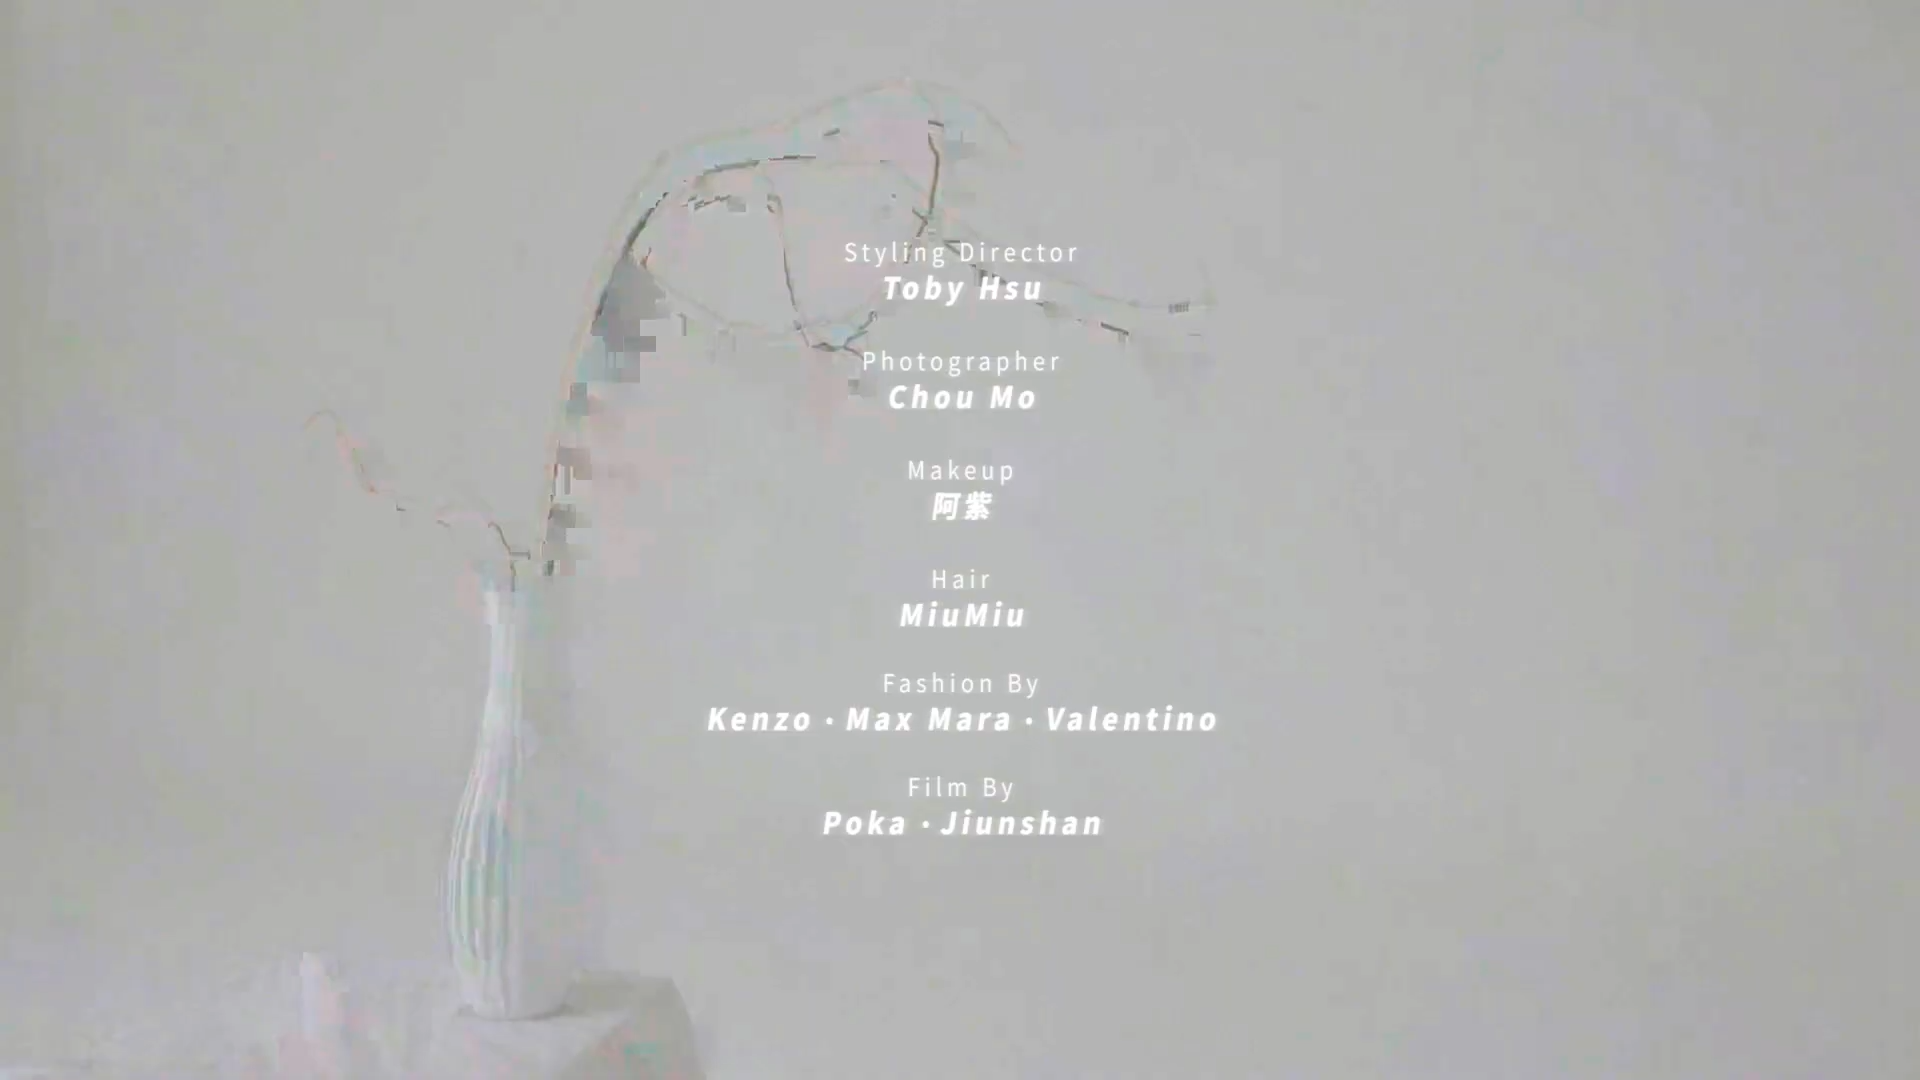 Styling Director
Toby Hsu
Photographer
Chou Mo
Makeup
阿紫
Hair
MiuMiu
Fashion By
Kenzo・Max Mara・Valentino
Film By
Poka・Jiunshan